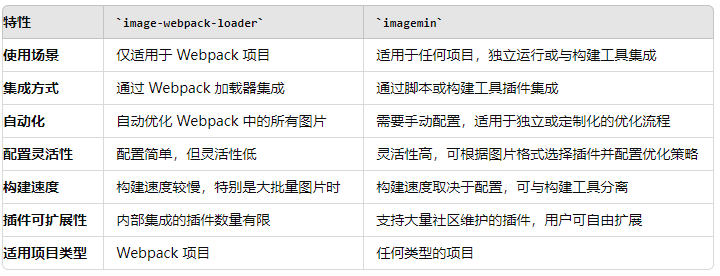 特性 `image-webpack-loader` `imagemin`
使用场景 仅适用于 Webpack 项目 适用于任何项目，独立运行或与构建工具集成
集成方式 通过 Webpack 加载器集成 通过脚本或构建工具插件集成
自动化 自动优化 Webpack 中的所有图片 需要手动配置，适用于独立或定制化的优化流程
配置灵活性 配置简单，但灵活性低 灵活性高，可根据图片格式选择插件并配置优化策略
构建速度 构建速度较慢，特别是大批量图片时 构建速度取决于配置，可与构建工具分离
插件可扩展性 内部集成的插件数量有限 支持大量社区维护的插件，用户可自由扩展
适用项目类型 Webpack 项目 任何类型的项目